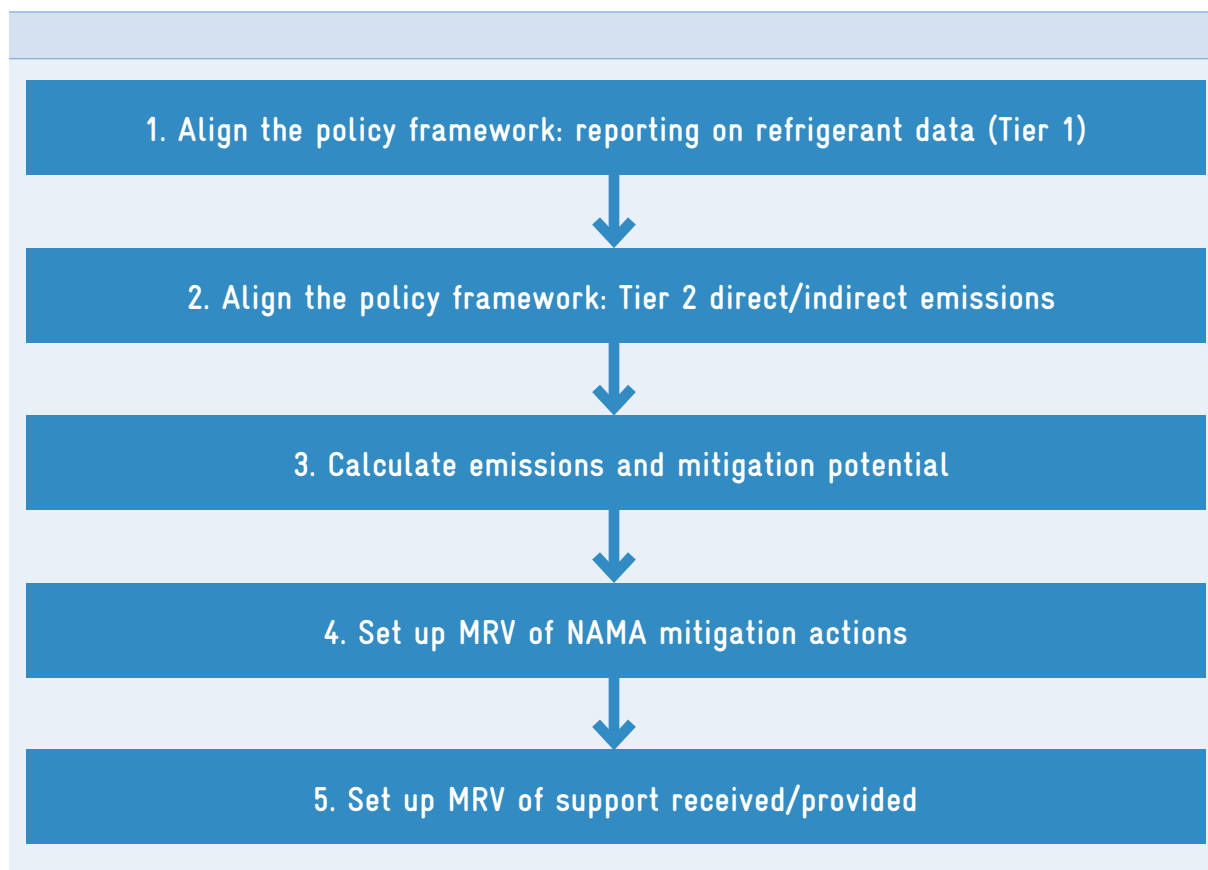 1. Align the policy framework: reporting on refrigerant data (Tier 1)
2. Align the policy framework: Tier 2 direct/indirect emissions
3. Calculate emissions and mitigation potential
4. Set up MRV of NAMA mitigation actions
5. Set up MRV of support received/provided